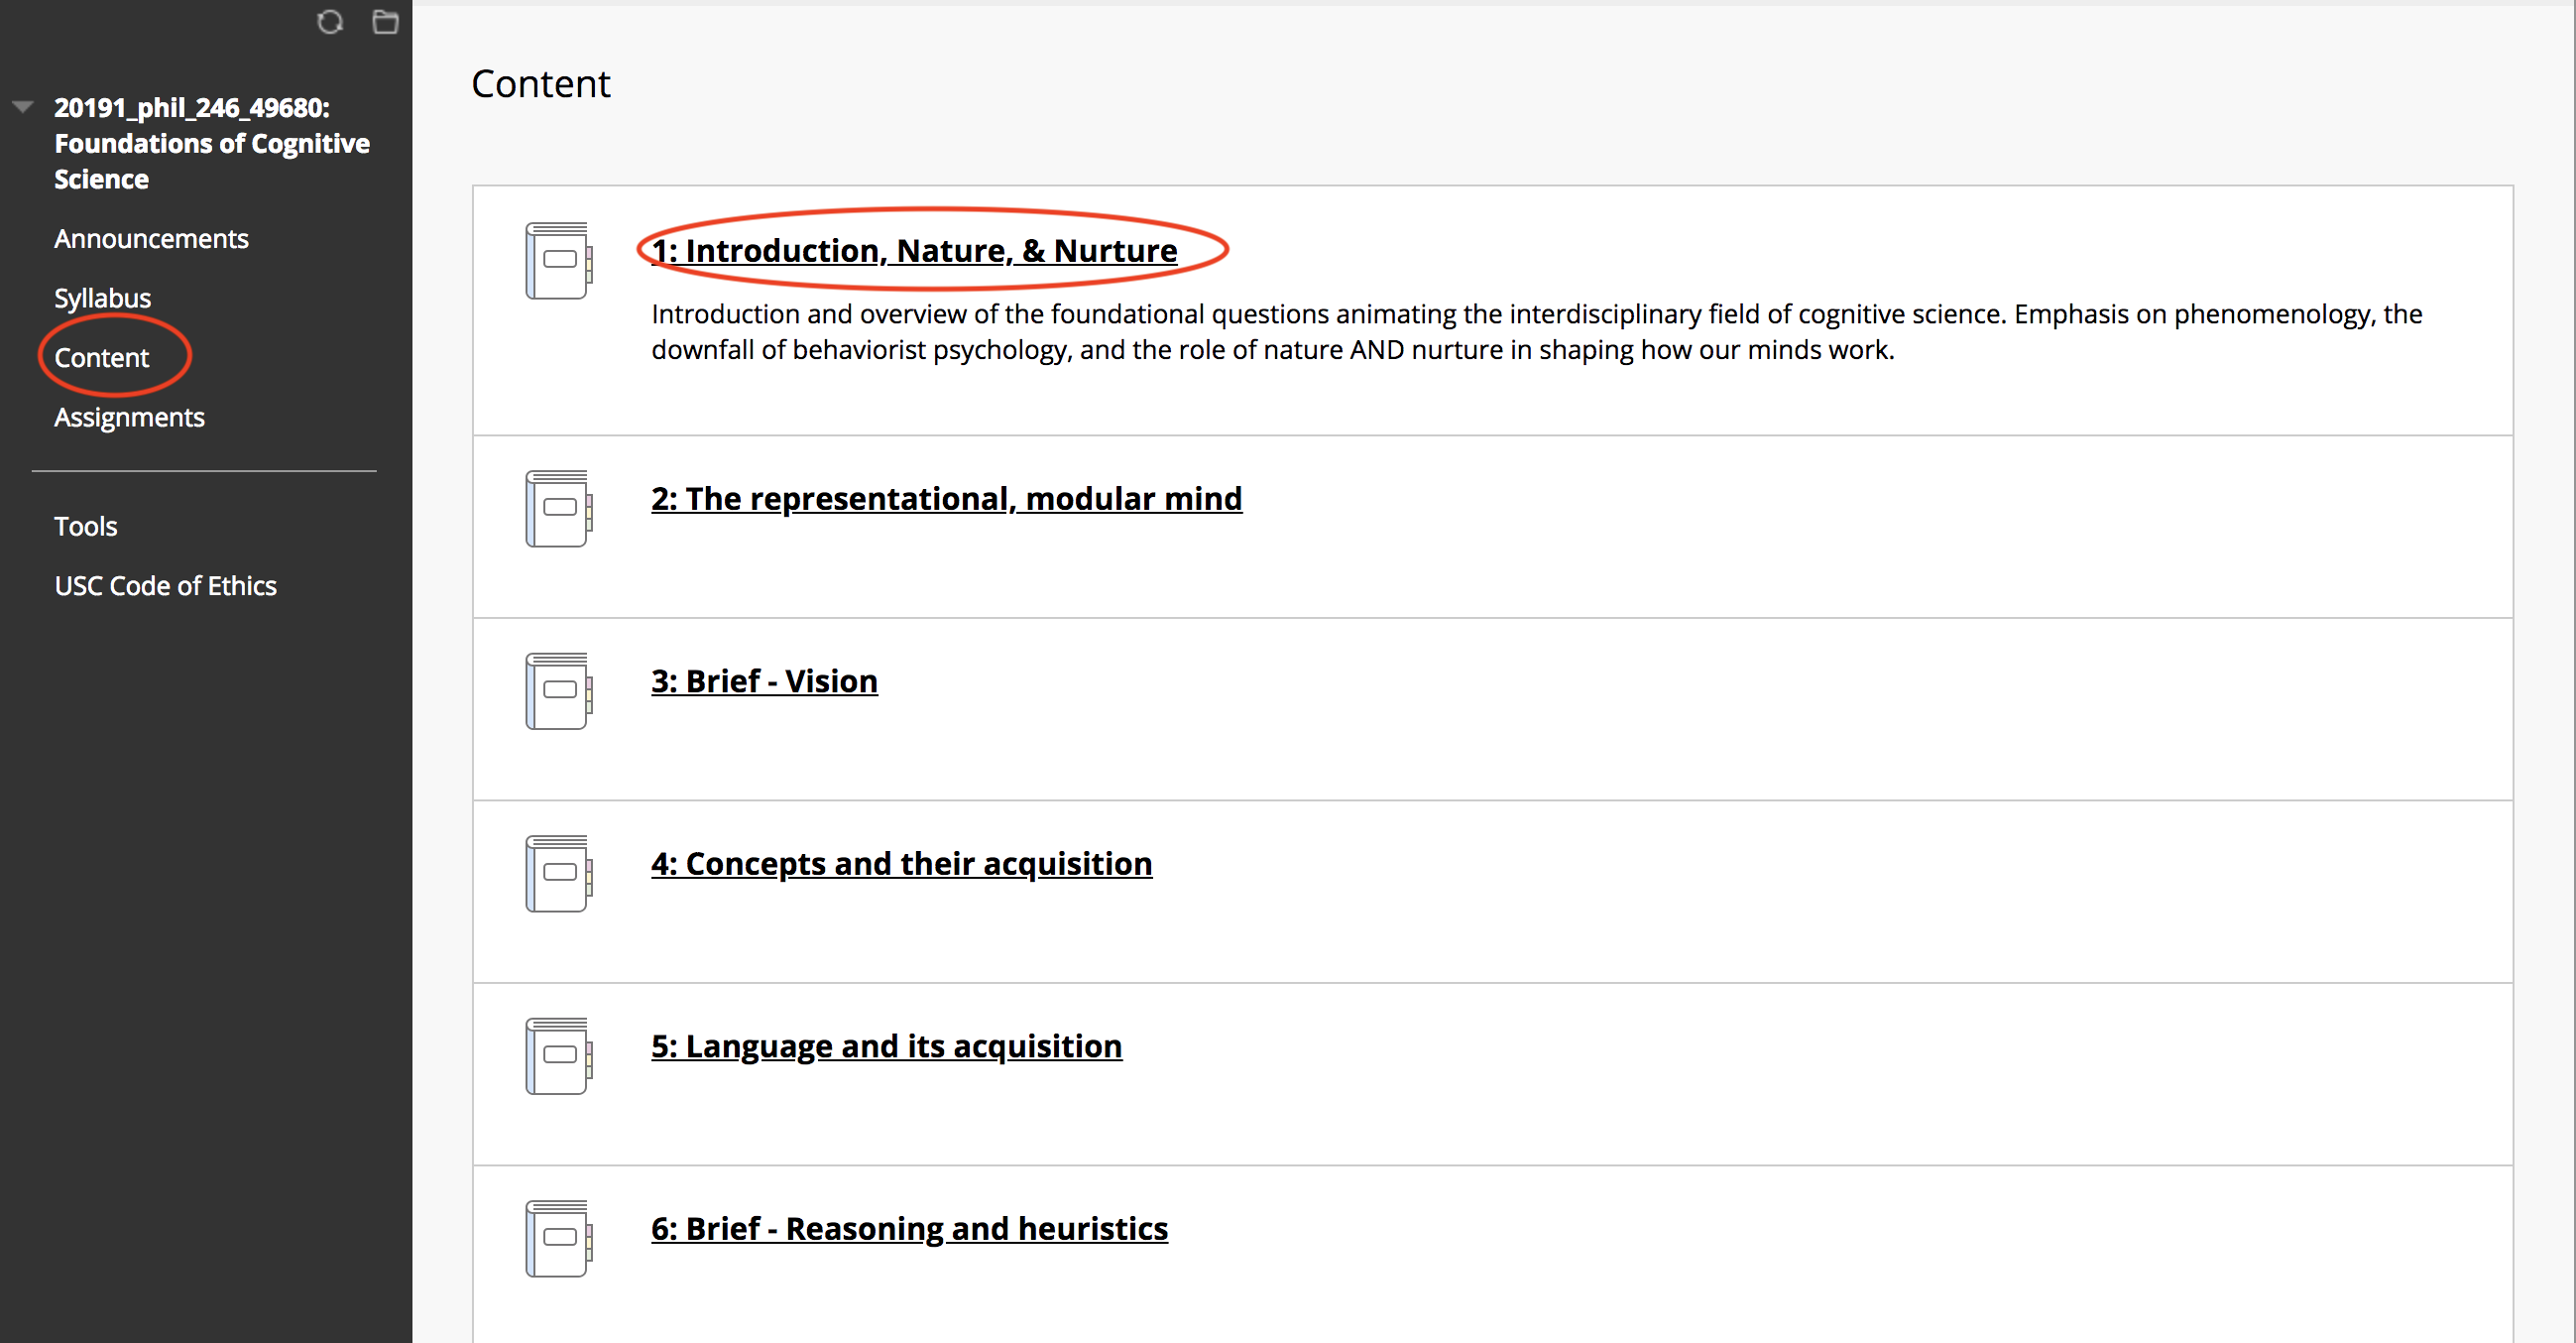 20191_phil_246_49680:
Foundations of Cognitive
Science
Announcements
Syllabus
Content
Assignments
Tools
USC Code of Ethics
Content
1: Introduction, Nature, & Nurture
Introduction and overview of the foundational questions animating the interdisciplinary field of cognitive science. Emphasis on phenomenology, the
downfall of behaviorist psychology, and the role of nature AND nurture in shaping how our minds work.
2: The representational, modular mind
3: Brief - Vision
4: Concepts and their acquisition
5: Language and its acquisition
6: Brief - Reasoning and heuristics